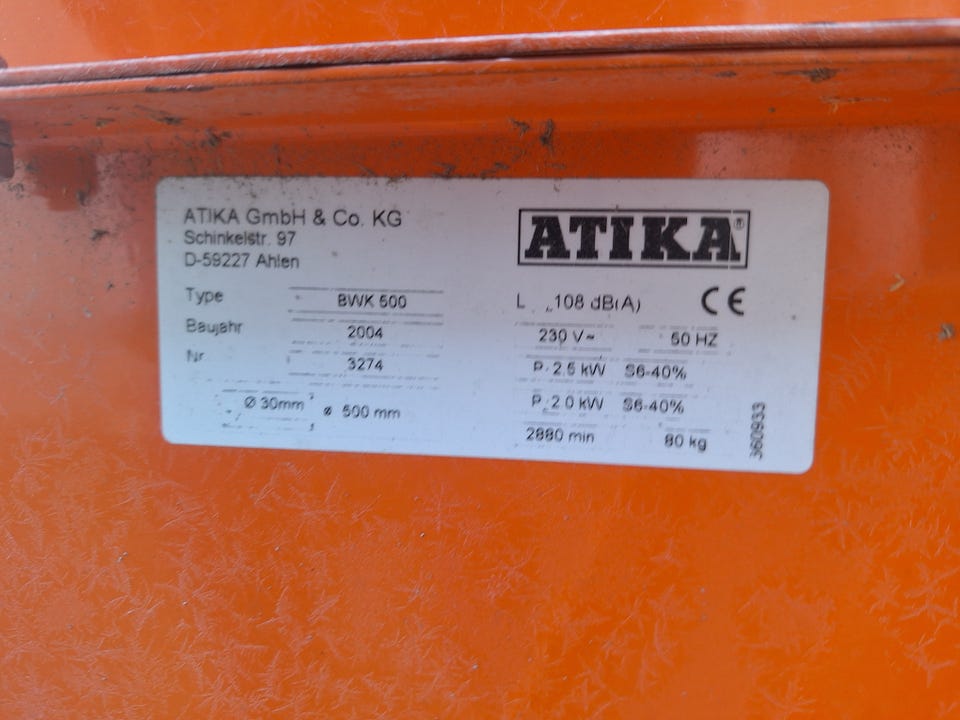 ATIKA GmbH & Co. KG
Schinkelstr. 97
D-59227 Ahlen
Type BWK 500
Baujahr 2004
Nr. 3274
Ø 30mm ø 500 mm
ATIKA®
L 108 dB(A) CE
230 V~ 50 HZ
P 2,5 kW S6-40%
P 2,0 kW S6-40%
2880 min 80 kg
360933